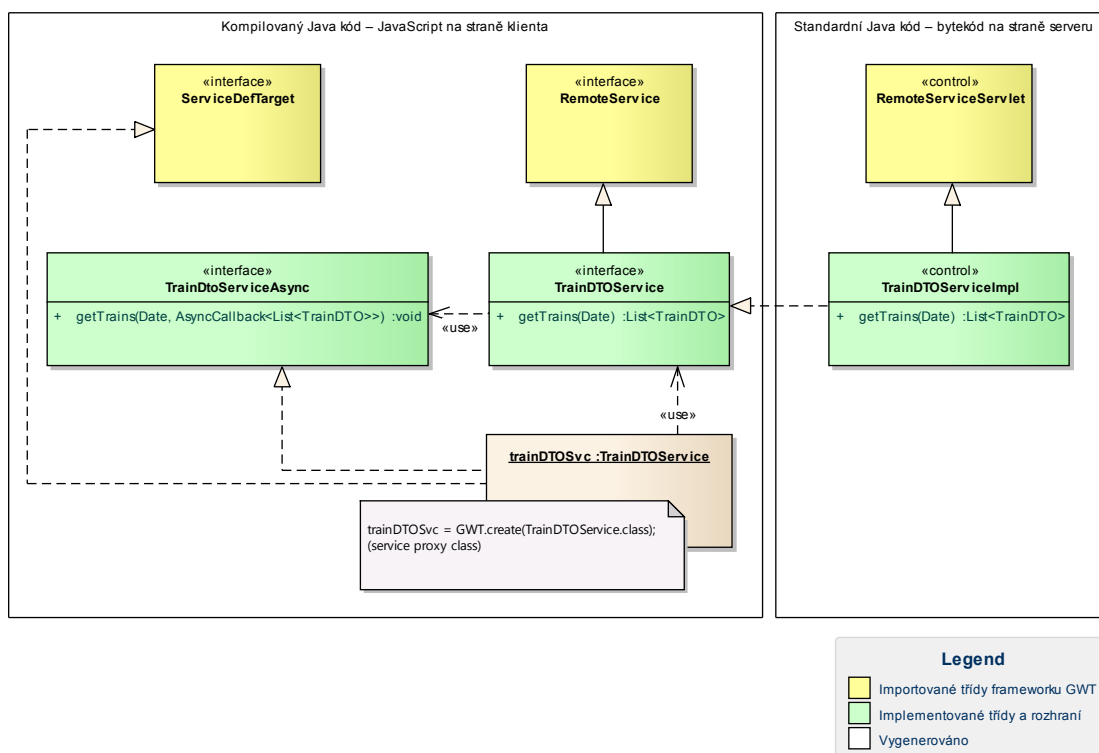 Kompilovaný Java kód – JavaScript na straně klienta
Standardní Java kód – bytekód na straně serveru
«interface»
ServiceDefTarget
«interface»
RemoteService
«control»
RemoteServiceServlet
«interface»
TrainDtoServiceAsync
+ getTrains(Date, AsyncCallback<List<TrainDTO>>) :void
«use»
«interface»
TrainDTOService
+ getTrains(Date) :List<TrainDTO>
«control»
TrainDTOServiceImpl
+ getTrains(Date) :List<TrainDTO>
«use»
trainDTOSvc :TrainDTOService
trainDTOSvc = GWT.create(TrainDTOService.class);
(service proxy class)
Legend
Importované třídy frameworku GWT
Implementované třídy a rozhraní
Vygenerováno